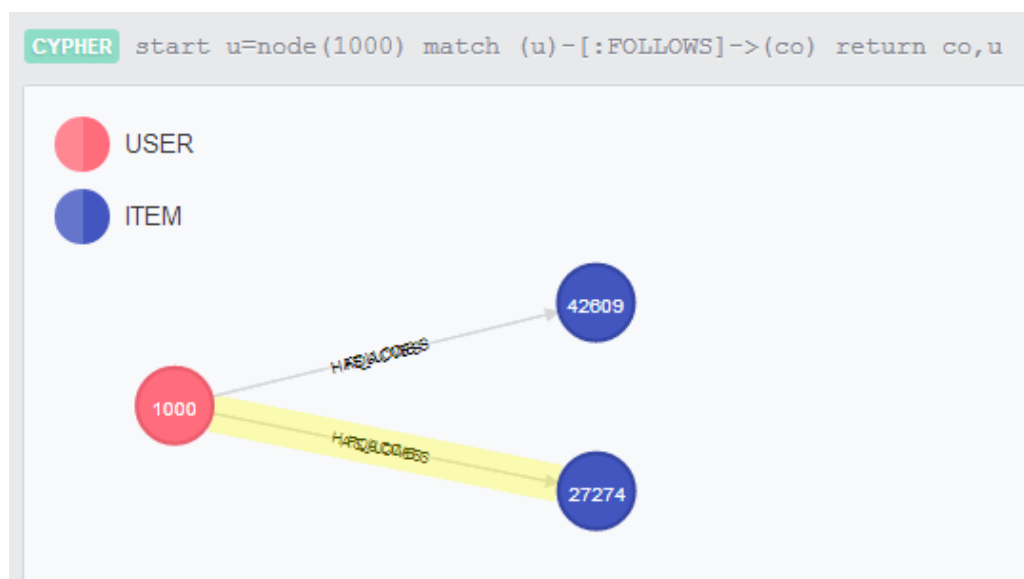 CYPHER start u=node(1000) match (u)-[:FOLLOWS]->(co) return co,u
USER
ITEM
42609
1000
27274